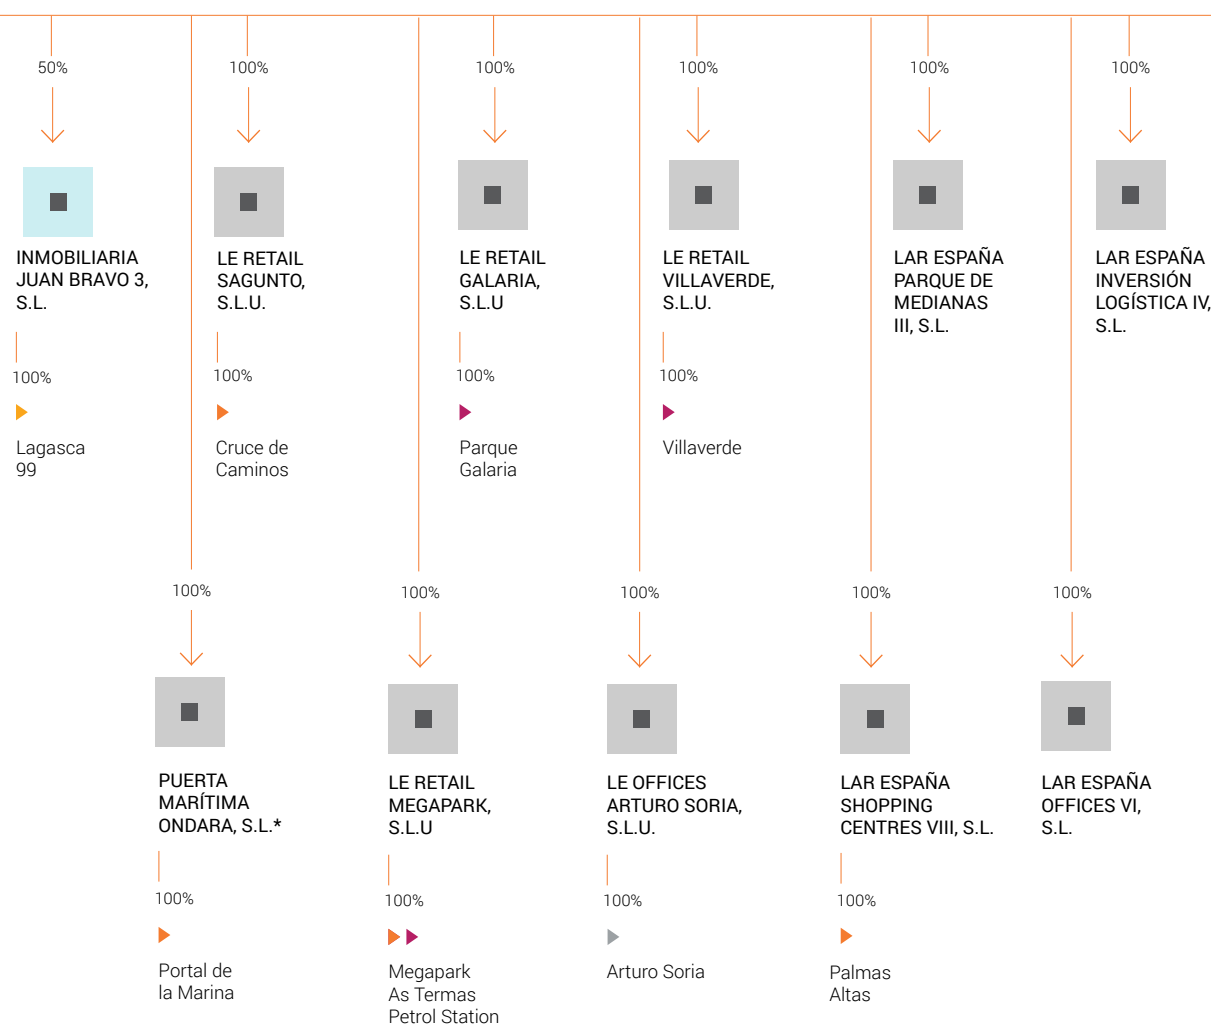 50%
100%
100%
100%
100%
100%
INMOBILIARIA
JUAN BRAVO 3,
S.L.
LE RETAIL
SAGUNTO,
S.L.U.
LE RETAIL
GALARIA,
S.L.U
LE RETAIL
VILLAVERDE,
S.L.U.
LAR ESPAÑA
PARQUE DE
MEDIANAS
III, S.L.
LAR ESPAÑA
INVERSIÓN
LOGÍSTICA IV,
S.L.
100%
Lagasca
99
100%
Cruce de
Caminos
100%
Parque
Galaria
100%
Villaverde
100%
100%
100%
100%
100%
PUERTA
MARÍTIMA
ONDARA, S.L.*
LE RETAIL
MEGAPARK,
S.L.U
LE OFFICES
ARTURO SORIA,
S.L.U.
LAR ESPAÑA
SHOPPING
CENTRES VIII, S.L.
LAR ESPAÑA
OFFICES VI,
S.L.
100%
Portal de
la Marina
100%
Megapark
As Termas
Petrol Station
100%
Arturo Soria
100%
Palmas
Altas